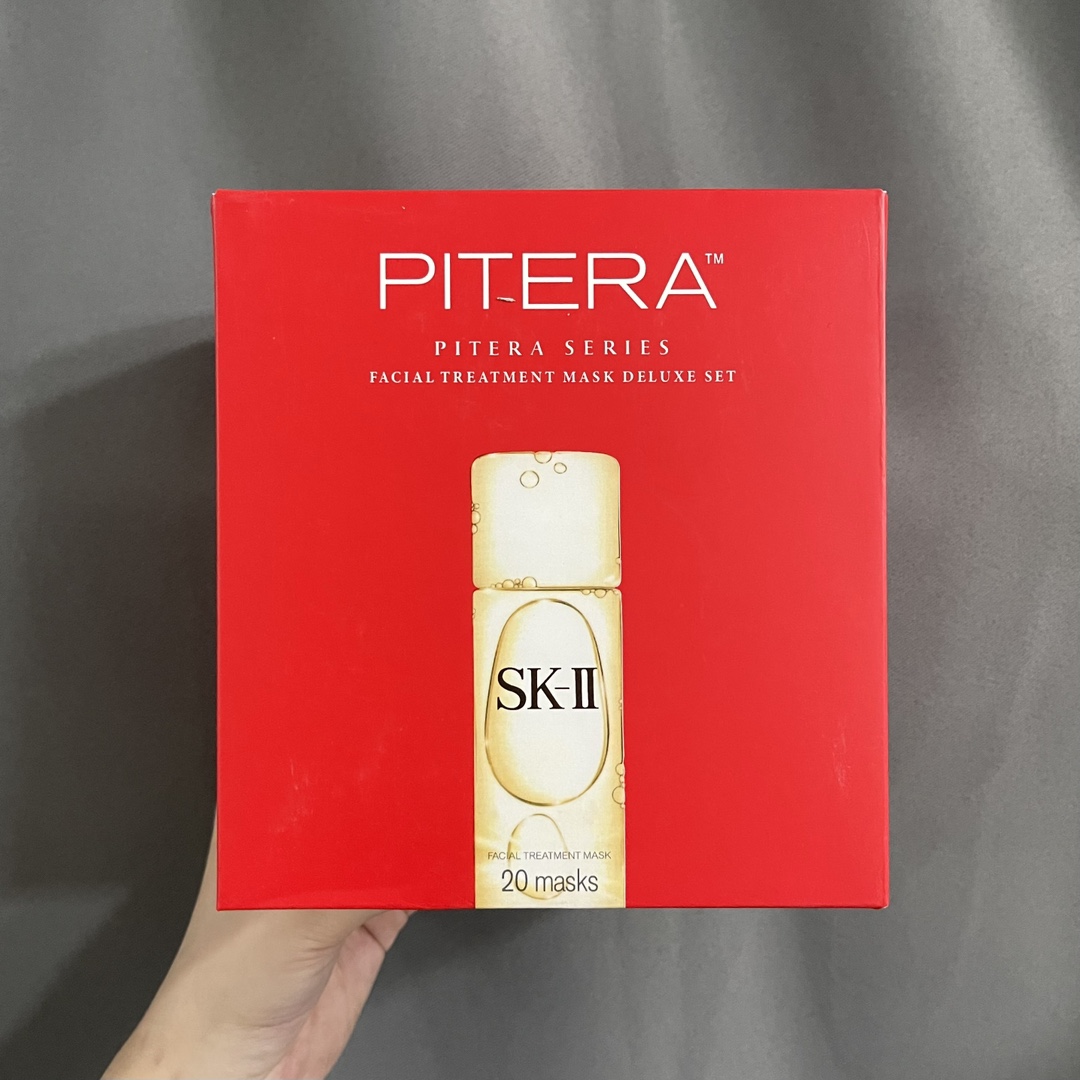 PITERA™
PITERA SERIES
FACIAL TREATMENT MASK DELUXE SET
SK-II
FACIAL TREATMENT MASK
20 masks